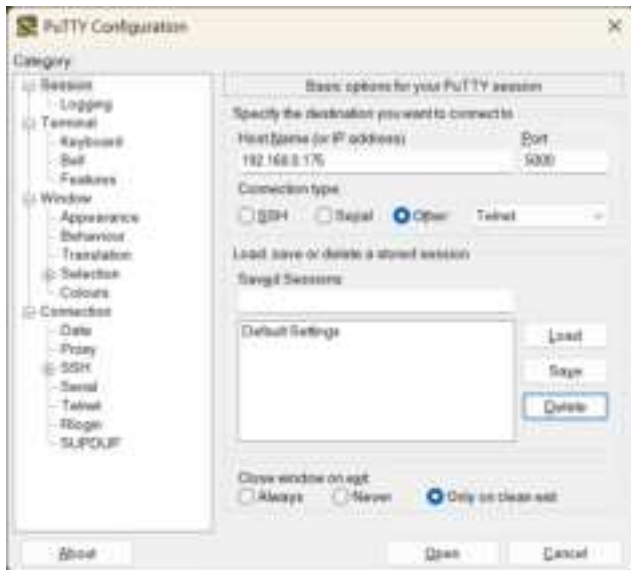 PuTTY Configuration
Category:
Session
Logging
Terminal
Keyboard
Bell
Features
Window
Appearance
Behaviour
Translation
Selection
Colours
Connection
Data
Proxy
SSH
Serial
Telnet
Rlogin
SUPDUP
Basic options for your PuTTY session
Specify the destination you want to connect to
Host Name (or IP address)
Port
192.168.0.175
5000
Connection type:
SSH Serial Other: Telnet
Load, save or delete a stored session
Saved Sessions
Default Settings
Load
Save
Delete
Close window on exit:
Always Never Only on clean exit
About Open Cancel